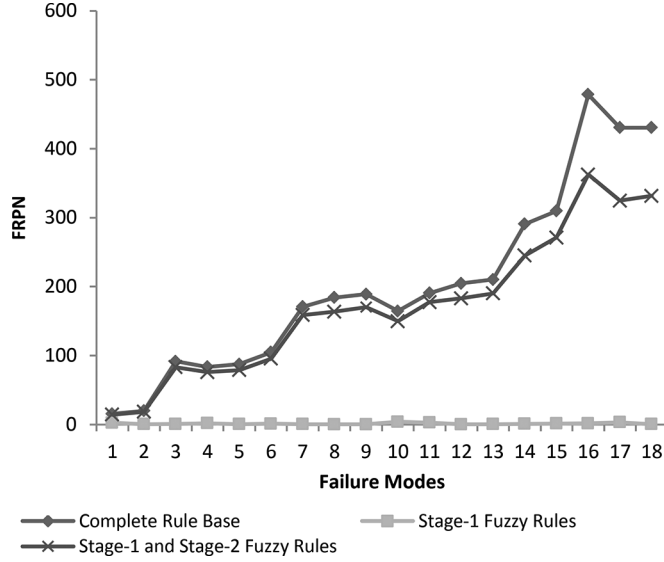 600
500
400
300
200
100
0
FRPN
1 2 3 4 5 6 7 8 9 10 11 12 13 14 15 16 17 18
Failure Modes
Complete Rule Base
Stage-1 Fuzzy Rules
Stage-1 and Stage-2 Fuzzy Rules